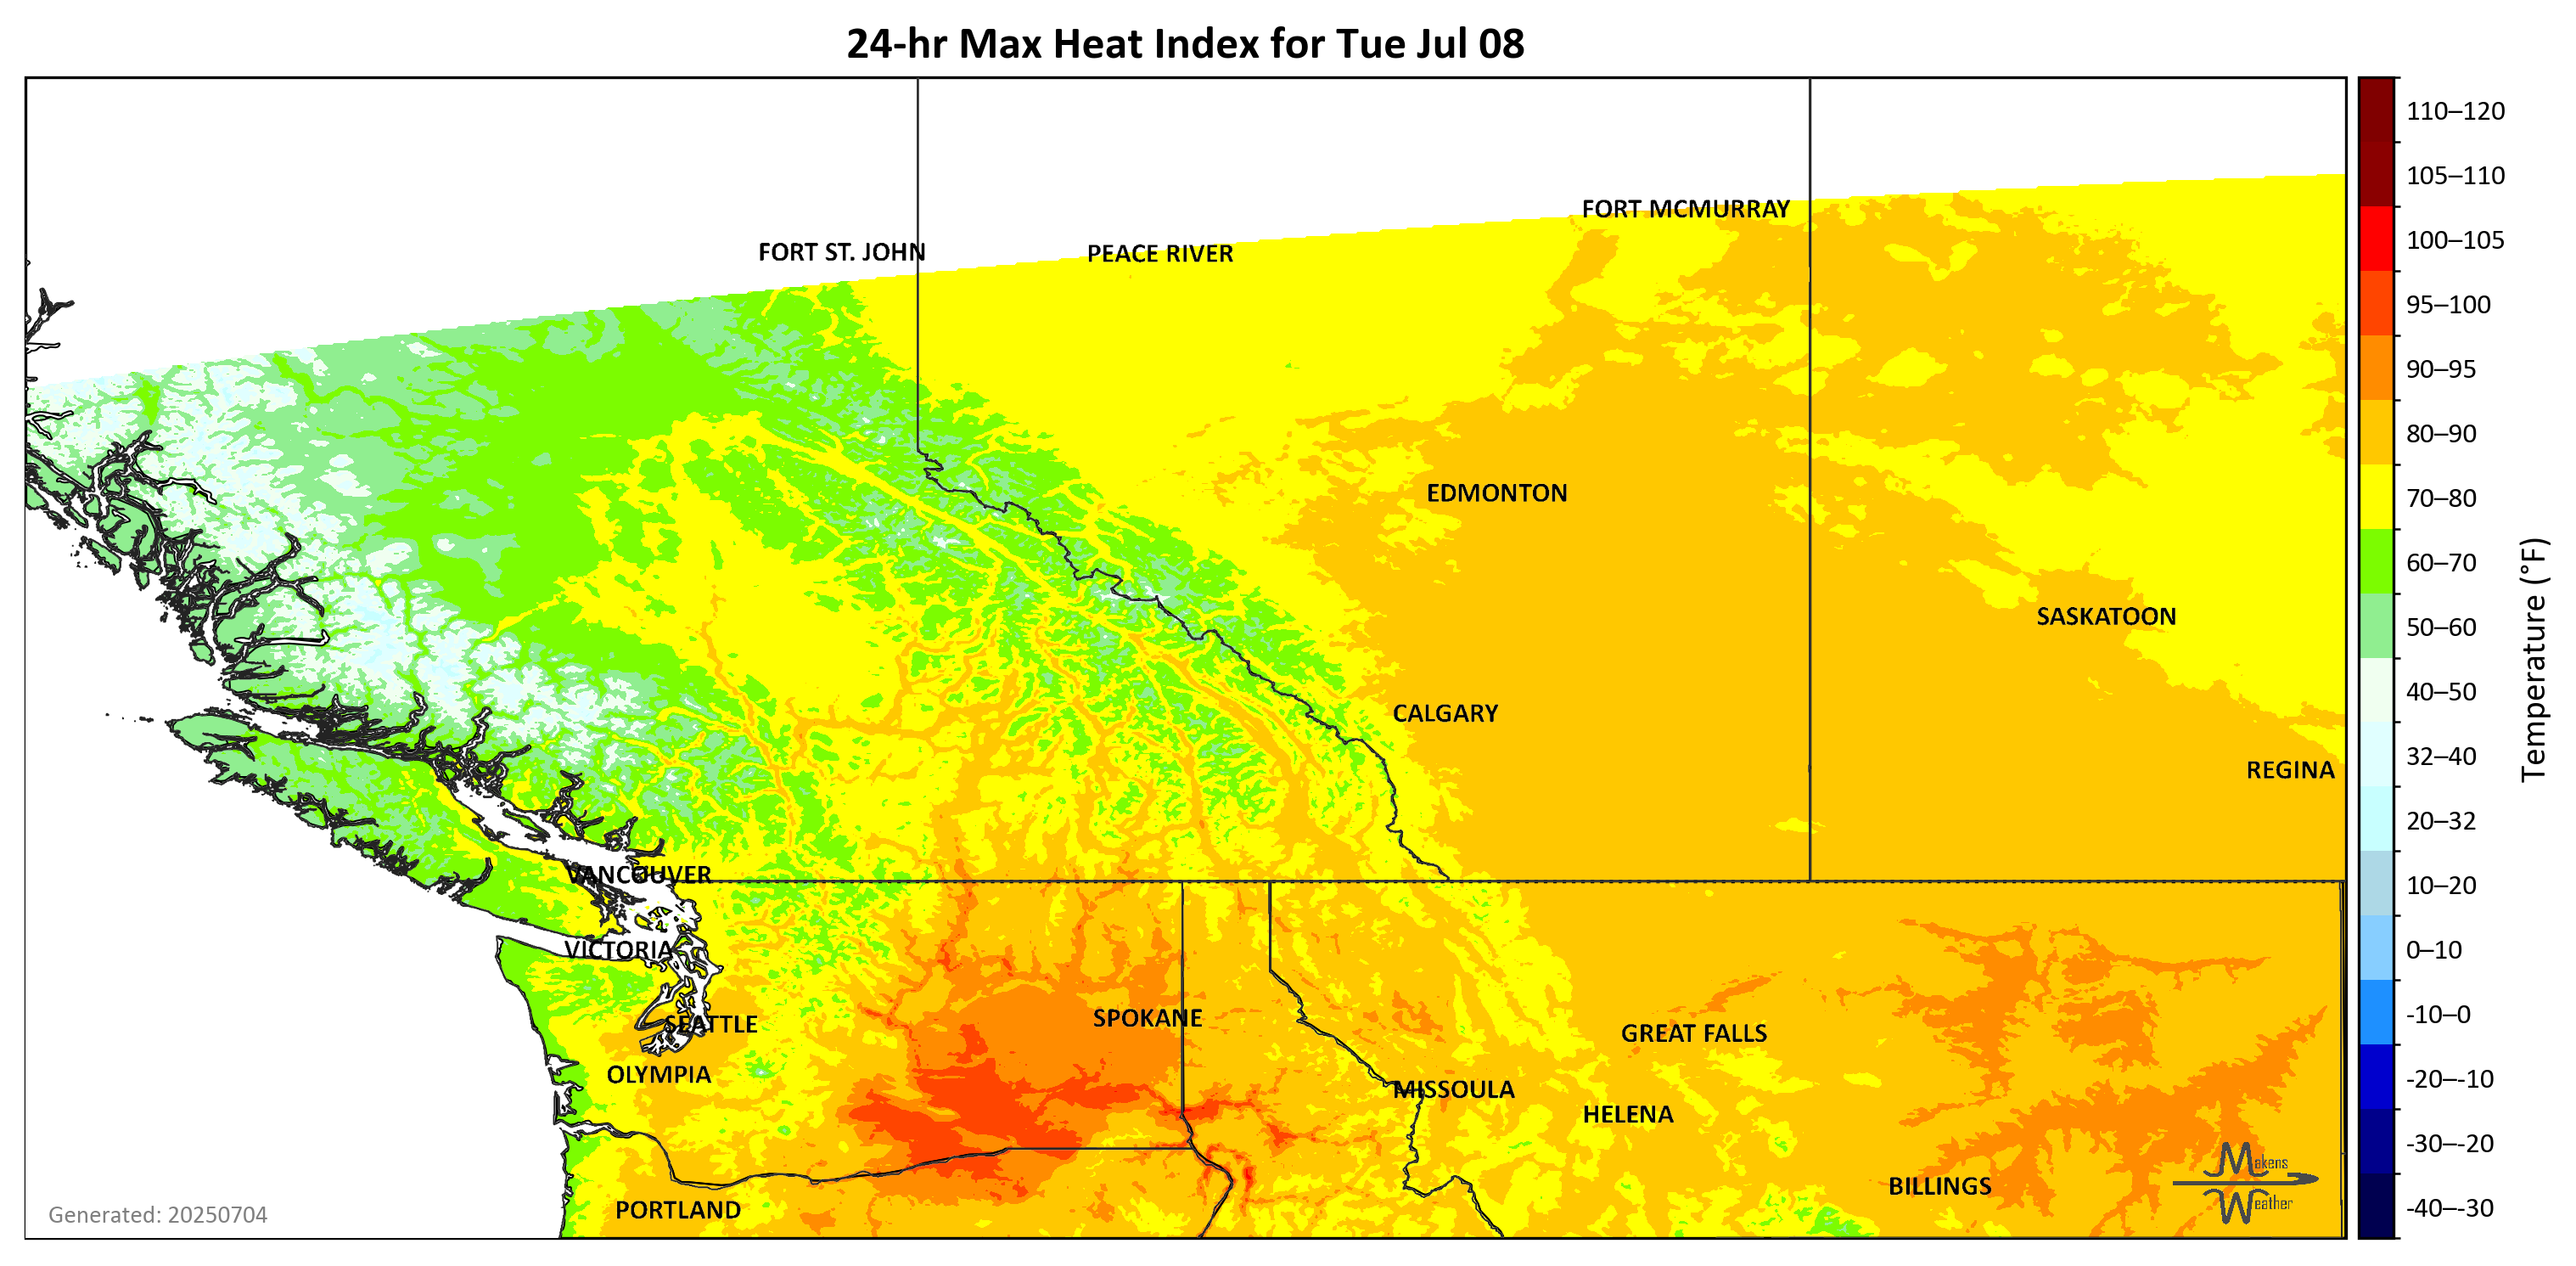 24-hr Max Heat Index for Tue Jul 08
110–120
105–110
FORT MCMURRAY
100–105
FORT ST. JOHN
PEACE RIVER
95–100
90–95
80–90
EDMONTON
70–80
60–70
SASKATOON
50–60
Temperature (°F)
40–50
CALGARY
32–40
REGINA
20–32
VANCOUVER
10–20
VICTORIA
0–10
SEATTLE
SPOKANE
-10–0
GREAT FALLS
OLYMPIA
-20–-10
MISSOULA
HELENA
-30–-20
Makens
Weather
BILLINGS
-40–-30
PORTLAND
Generated: 20250704